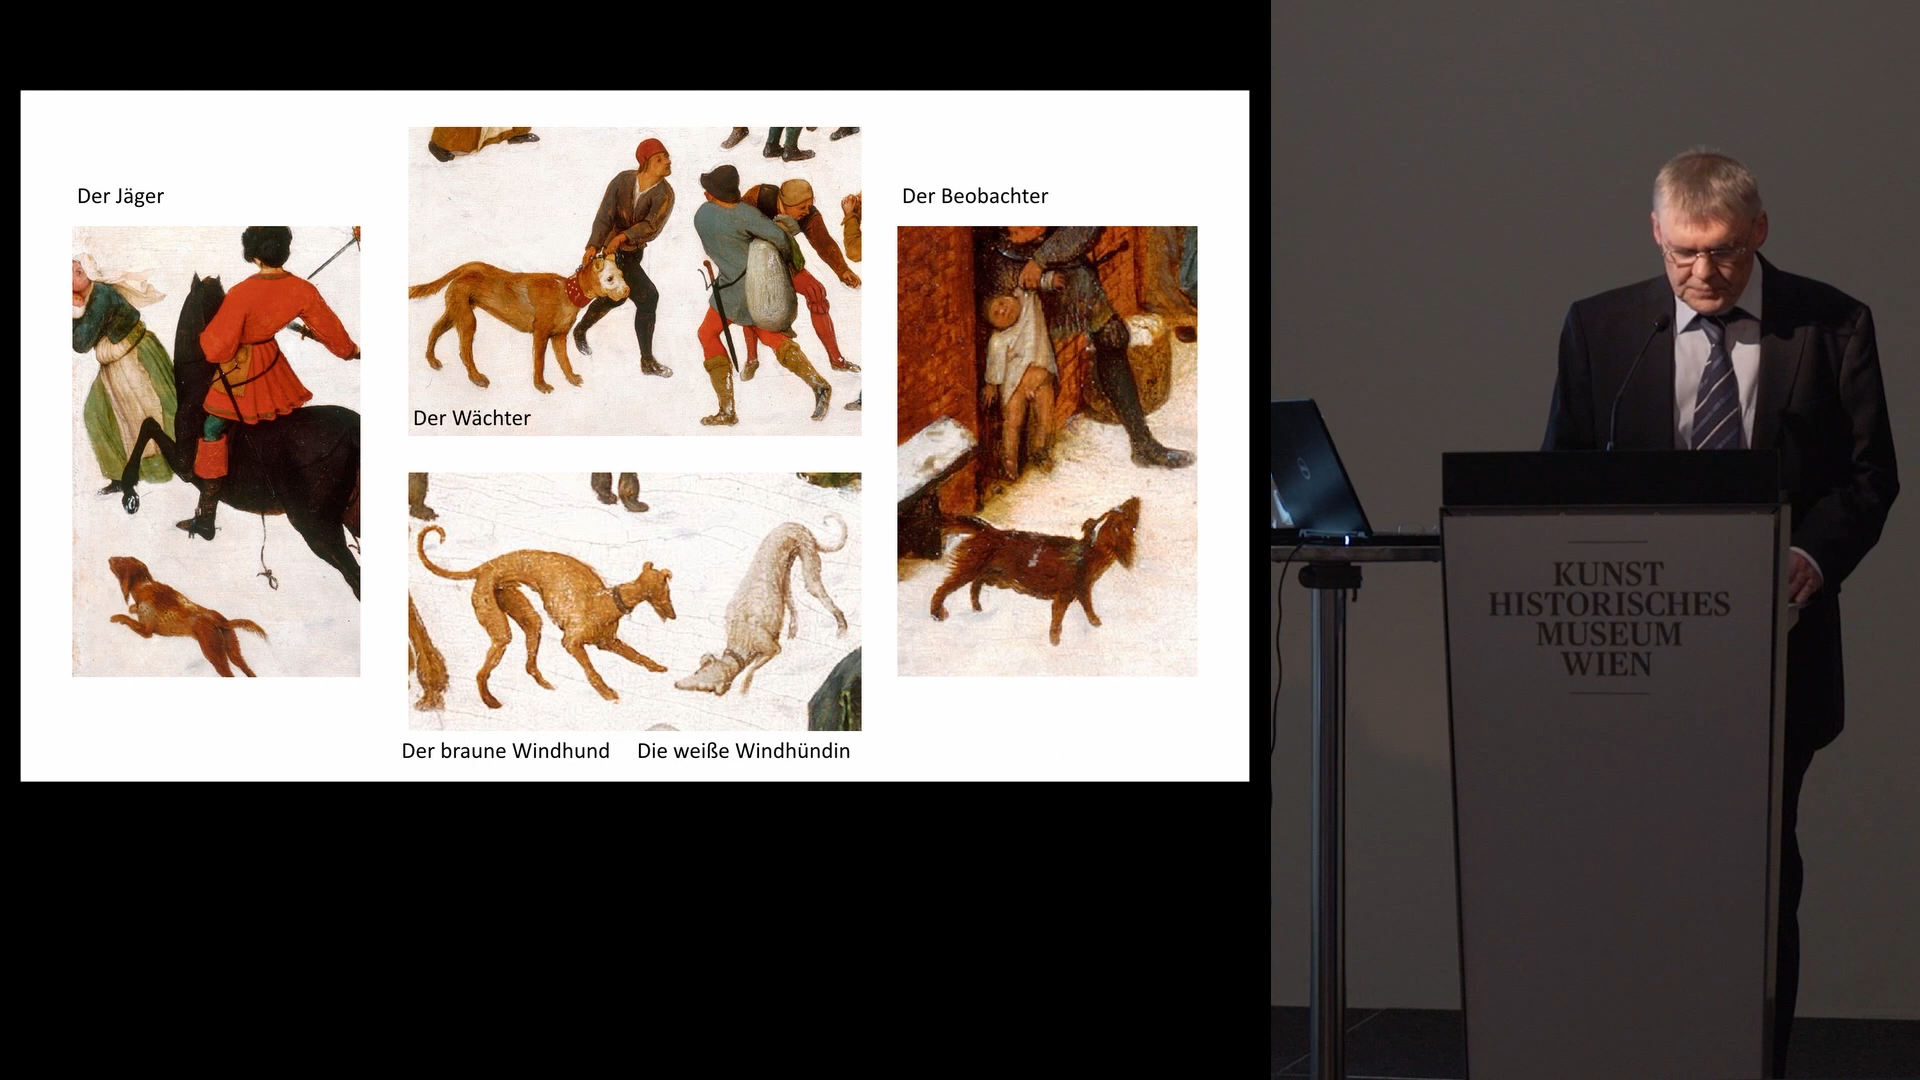 Der Jäger
Der Beobachter
Der Wächter
Der braune Windhund
Die weiße Windhündin
KUNST
HISTORISCHES
MUSEUM
WIEN